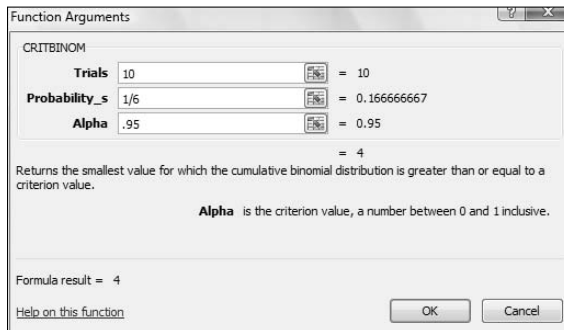 Function Arguments
CRITBINOM
Trials 10 = 10
Probability_s 1/6 = 0.166666667
Alpha .95 = 0.95
= 4
Returns the smallest value for which the cumulative binomial distribution is greater than or equal to a
criterion value.
Alpha is the criterion value, a number between 0 and 1 inclusive.
Formula result = 4
Help on this function OK Cancel